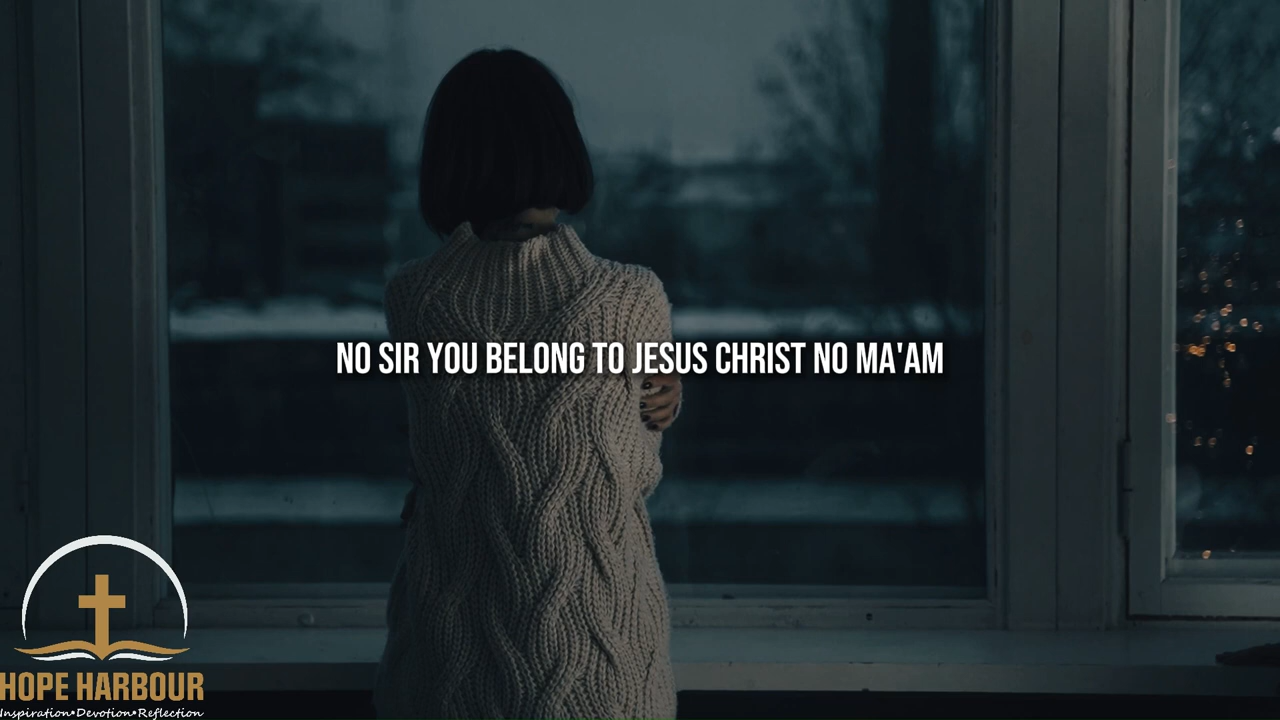 NO SIR YOU BELONG TO JESUS CHRIST NO MA'AM
HOPE HARBOUR
Inspiration•Devotion•Reflection